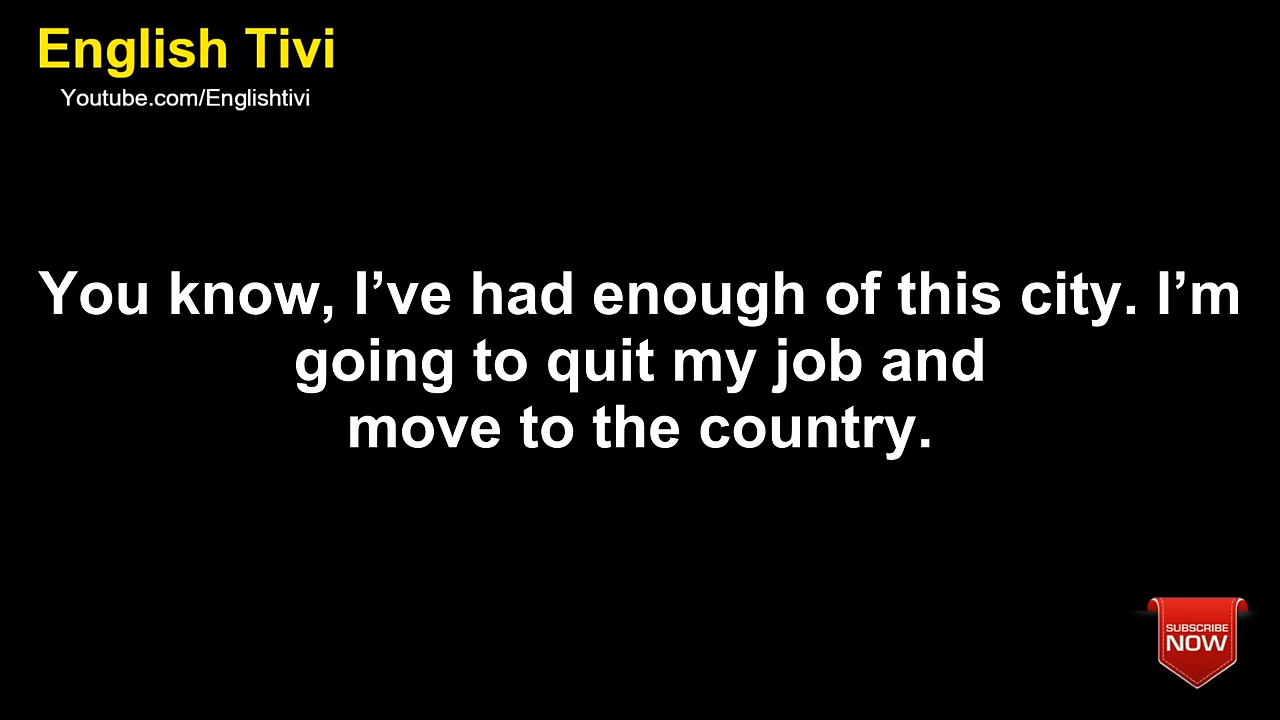 English Tivi
Youtube.com/Englishtivi
You know, I’ve had enough of this city. I’m
going to quit my job and
move to the country.
SUBSCRIBE
NOW